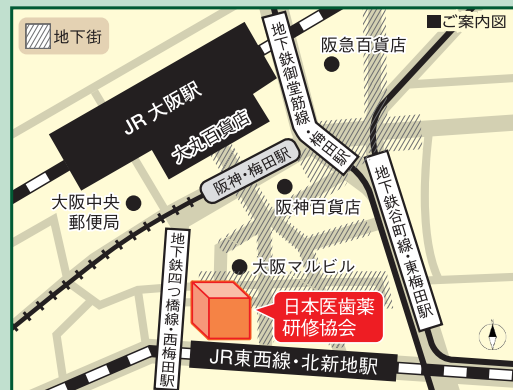 地下街
■ご案内図
阪急百貨店
地下鉄御堂筋線・梅田駅
JR 大阪駅
大丸百貨店
阪神・梅田駅
大阪中央
郵便局
阪神百貨店
地下鉄谷町線・東梅田駅
地下鉄四つ橋線・西梅田駅
大阪マルビル
日本医歯薬
研修協会
JR東西線・北新地駅